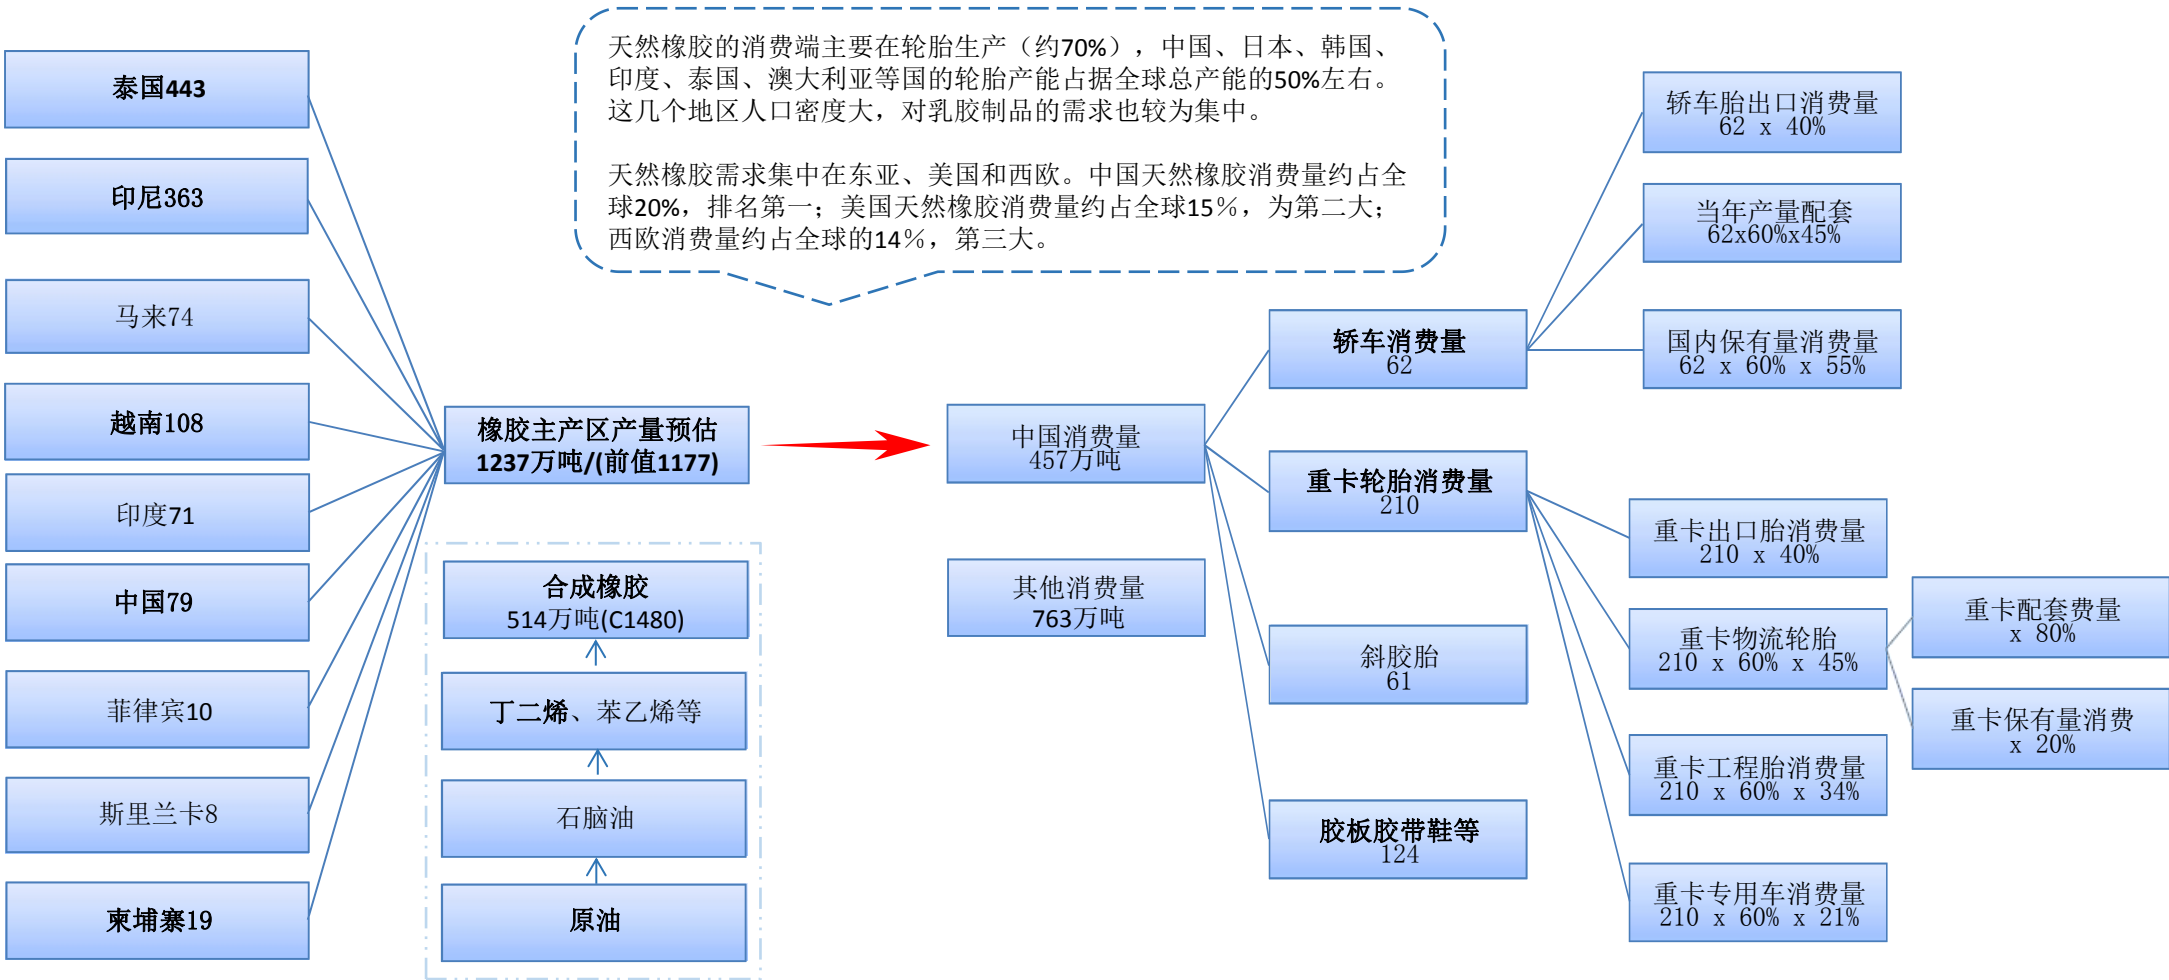 天然橡胶的消费端主要在轮胎生产（约70%），中国、日本、韩国、
印度、泰国、澳大利亚等国的轮胎产能占据全球总产能的50%左右。
这几个地区人口密度大，对乳胶制品的需求也较为集中。
天然橡胶需求集中在东亚、美国和西欧。中国天然橡胶消费量约占全
球20%，排名第一；美国天然橡胶消费量约占全球15％，为第二大；
西欧消费量约占全球的14％，第三大。
泰国443
印尼363
马来74
越南108
印度71
中国79
菲律宾10
斯里兰卡8
柬埔寨19
橡胶主产区产量预估
1237万吨/(前值1177)
合成橡胶
514万吨(C1480)
丁二烯、苯乙烯等
石脑油
原油
中国消费量
457万吨
其他消费量
763万吨
轿车消费量
62
重卡轮胎消费量
210
斜胶胎
61
胶板胶带鞋等
124
轿车胎出口消费量
62 x 40%
当年产量配套
62x60%x45%
国内保有量消费量
62 x 60% x 55%
重卡出口胎消费量
210 x 40%
重卡物流轮胎
210 x 60% x 45%
重卡工程胎消费量
210 x 60% x 34%
重卡专用车消费量
210 x 60% x 21%
重卡配套费量
x 80%
重卡保有量消费
x 20%